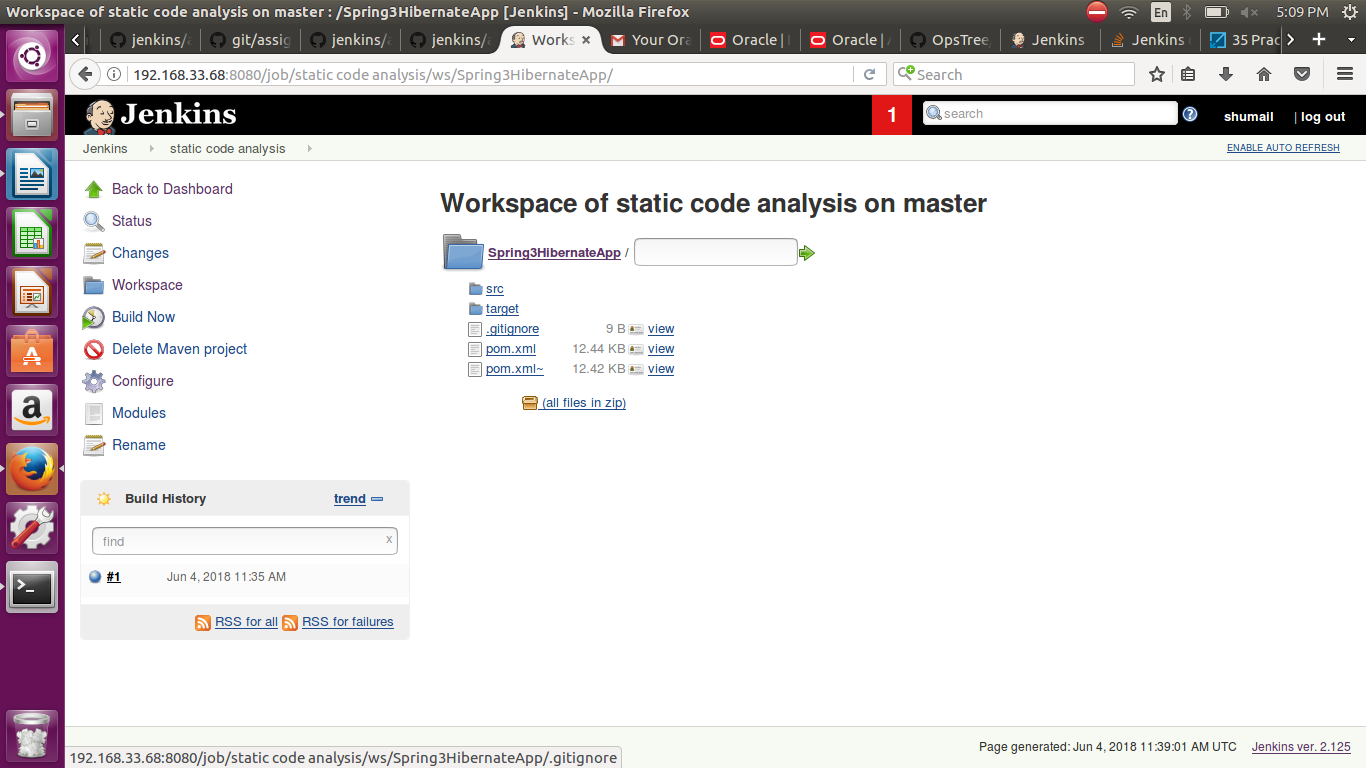 Workspace of static code analysis on master : /Spring3HibernateApp [Jenkins] - Mozilla Firefox
En
5:09 PM
jenkins/
git/assig
jenkins/
jenkins/
Works
Your Ora
Oracle |
Oracle |
OpsTree
Jenkins
Jenkins
35 Prac
192.168.33.68:8080/job/static code analysis/ws/Spring3HibernateApp/
Search
Jenkins
1
search
shumail
| log out
Jenkins
static code analysis
ENABLE AUTO REFRESH
Back to Dashboard
Status
Changes
Workspace
Build Now
Delete Maven project
Configure
Modules
Rename
Build History
trend
find
x
#1
Jun 4, 2018 11:35 AM
RSS for all
RSS for failures
Workspace of static code analysis on master
Spring3HibernateApp /
src
target
.gitignore 9 B view
pom.xml 12.44 KB view
pom.xml~ 12.42 KB view
(all files in zip)
Page generated: Jun 4, 2018 11:39:01 AM UTC
Jenkins ver. 2.125
192.168.33.68:8080/job/static code analysis/ws/Spring3HibernateApp/.gitignore